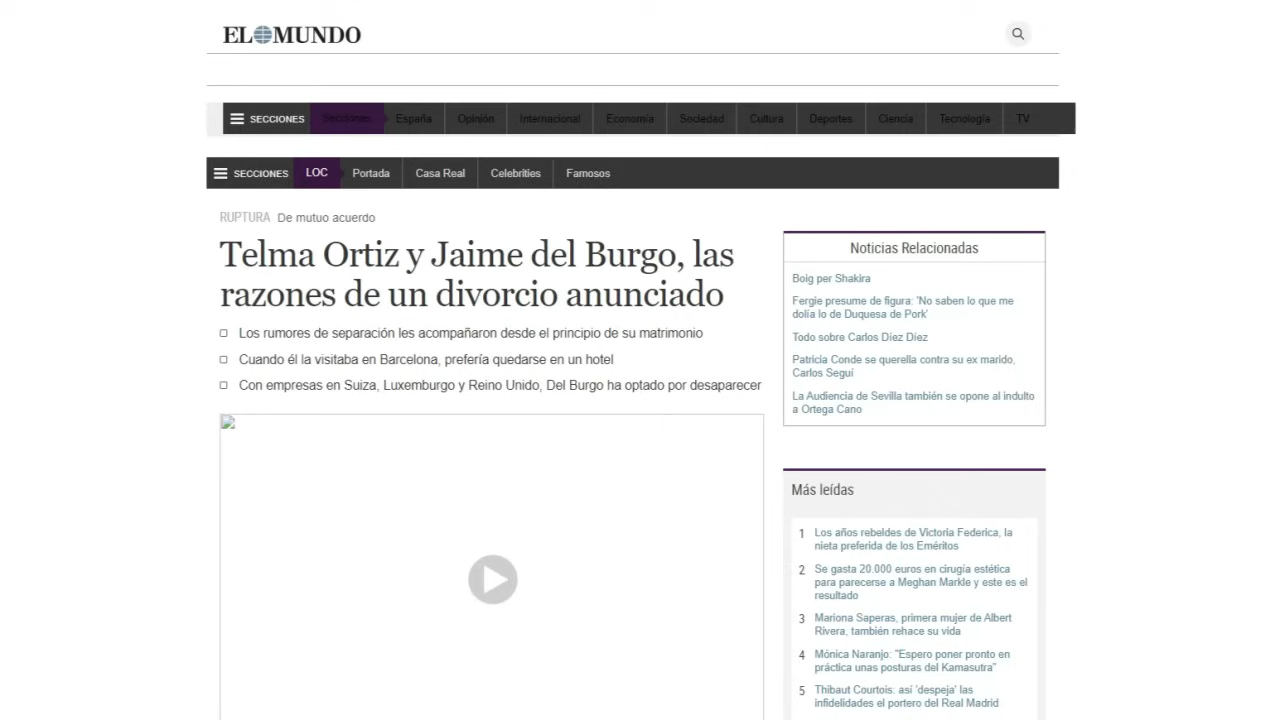 EL MUNDO
SECCIONES Secciones España Opinión Internacional Economía Sociedad Cultura Deportes Ciencia Tecnología TV
SECCIONES LOC Portada Casa Real Celebrities Famosos
RUPTURA De mutuo acuerdo
Telma Ortiz y Jaime del Burgo, las
razones de un divorcio anunciado
Los rumores de separación les acompañaron desde el principio de su matrimonio
Cuando él la visitaba en Barcelona, prefería quedarse en un hotel
Con empresas en Suiza, Luxemburgo y Reino Unido, Del Burgo ha optado por desaparecer
Noticias Relacionadas
Boig per Shakira
Fergie presume de figura: 'No saben lo que me
dolía lo de Duquesa de Pork'
Todo sobre Carlos Díez Díez
Patricia Conde se querella contra su ex marido,
Carlos Seguí
La Audiencia de Sevilla también se opone al indulto
a Ortega Cano
Más leídas
1 Los años rebeldes de Victoria Federica, la
nieta preferida de los Eméritos
2 Se gasta 20.000 euros en cirugía estética
para parecerse a Meghan Markle y este es el
resultado
3 Mariona Saperas, primera mujer de Albert
Rivera, también rehace su vida
4 Mónica Naranjo: "Espero poner pronto en
práctica unas posturas del Kamasutra"
5 Thibaut Courtois: así 'despeja' las
infidelidades el portero del Real Madrid